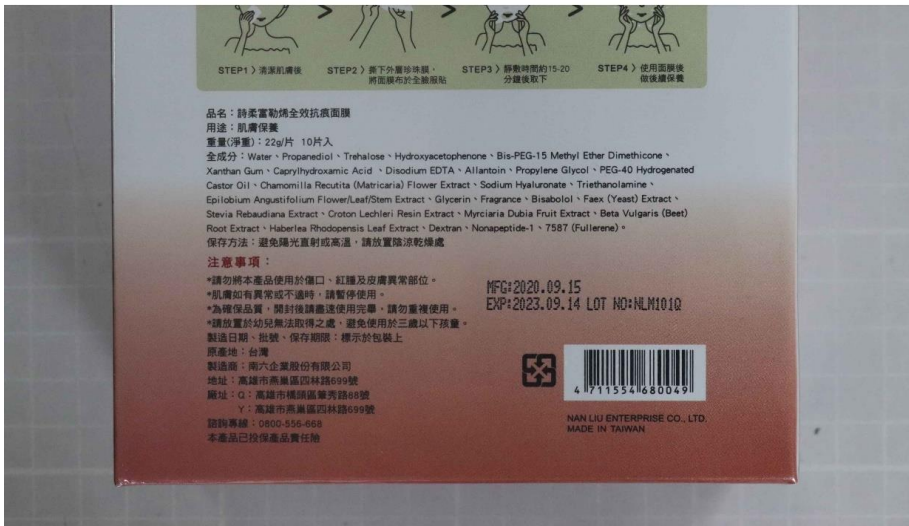 STEP1 〉清潔肌膚後
STEP2 〉撕下外層珍珠膜、
將面膜布於全臉服貼
STEP3 〉靜敷時間約15-20
分鐘後取下
STEP4 〉使用面膜後
做後續保養
品名：詩柔富勒烯全效抗痕面膜
用途：肌膚保養
重量(淨重)：22g/片 10片入
全成分：Water、Propanediol、Trehalose、Hydroxyacetophenone、Bis-PEG-15 Methyl Ether Dimethicone、
Xanthan Gum、Caprylhydroxamic Acid 、Disodium EDTA、Allantoin、Propylene Glycol、PEG-40 Hydrogenated
Castor Oil、Chamomilla Recutita (Matricaria) Flower Extract、Sodium Hyaluronate、Triethanolamine、
Epilobium Angustifolium Flower/Leaf/Stem Extract、Glycerin、Fragrance、Bisabolol、Faex (Yeast) Extract、
Stevia Rebaudiana Extract、Croton Lechleri Resin Extract、Myrciaria Dubia Fruit Extract、Beta Vulgaris (Beet)
Root Extract、Haberlea Rhodopensis Leaf Extract、Dextran、Nonapeptide-1、7587 (Fullerene)。
保存方法：避免陽光直射或高溫，請放置陰涼乾燥處
注意事項：
*請勿將本產品使用於傷口、紅腫及皮膚異常部位。
*肌膚如有異常或不適時，請暫停使用。
*為確保品質，開封後請盡速使用完畢，請勿重複使用。
*請放置於幼兒無法取得之處，避免使用於三歲以下孩童。
製造日期、批號、保存期限：標示於包裝上
原產地：台灣
製造商：南六企業股份有限公司
地址：高雄市燕巢區四林路699號
廠址：Q：高雄市橋頭區筆秀路88號
Y：高雄市燕巢區四林路699號
諮詢專線：0800-556-668
本產品已投保產品責任險
MFG:2020.09.15
EXP:2023.09.14 LOT NO:NLM101Q
4 711554 680049
NAN LIU ENTERPRISE CO., LTD.
MADE IN TAIWAN